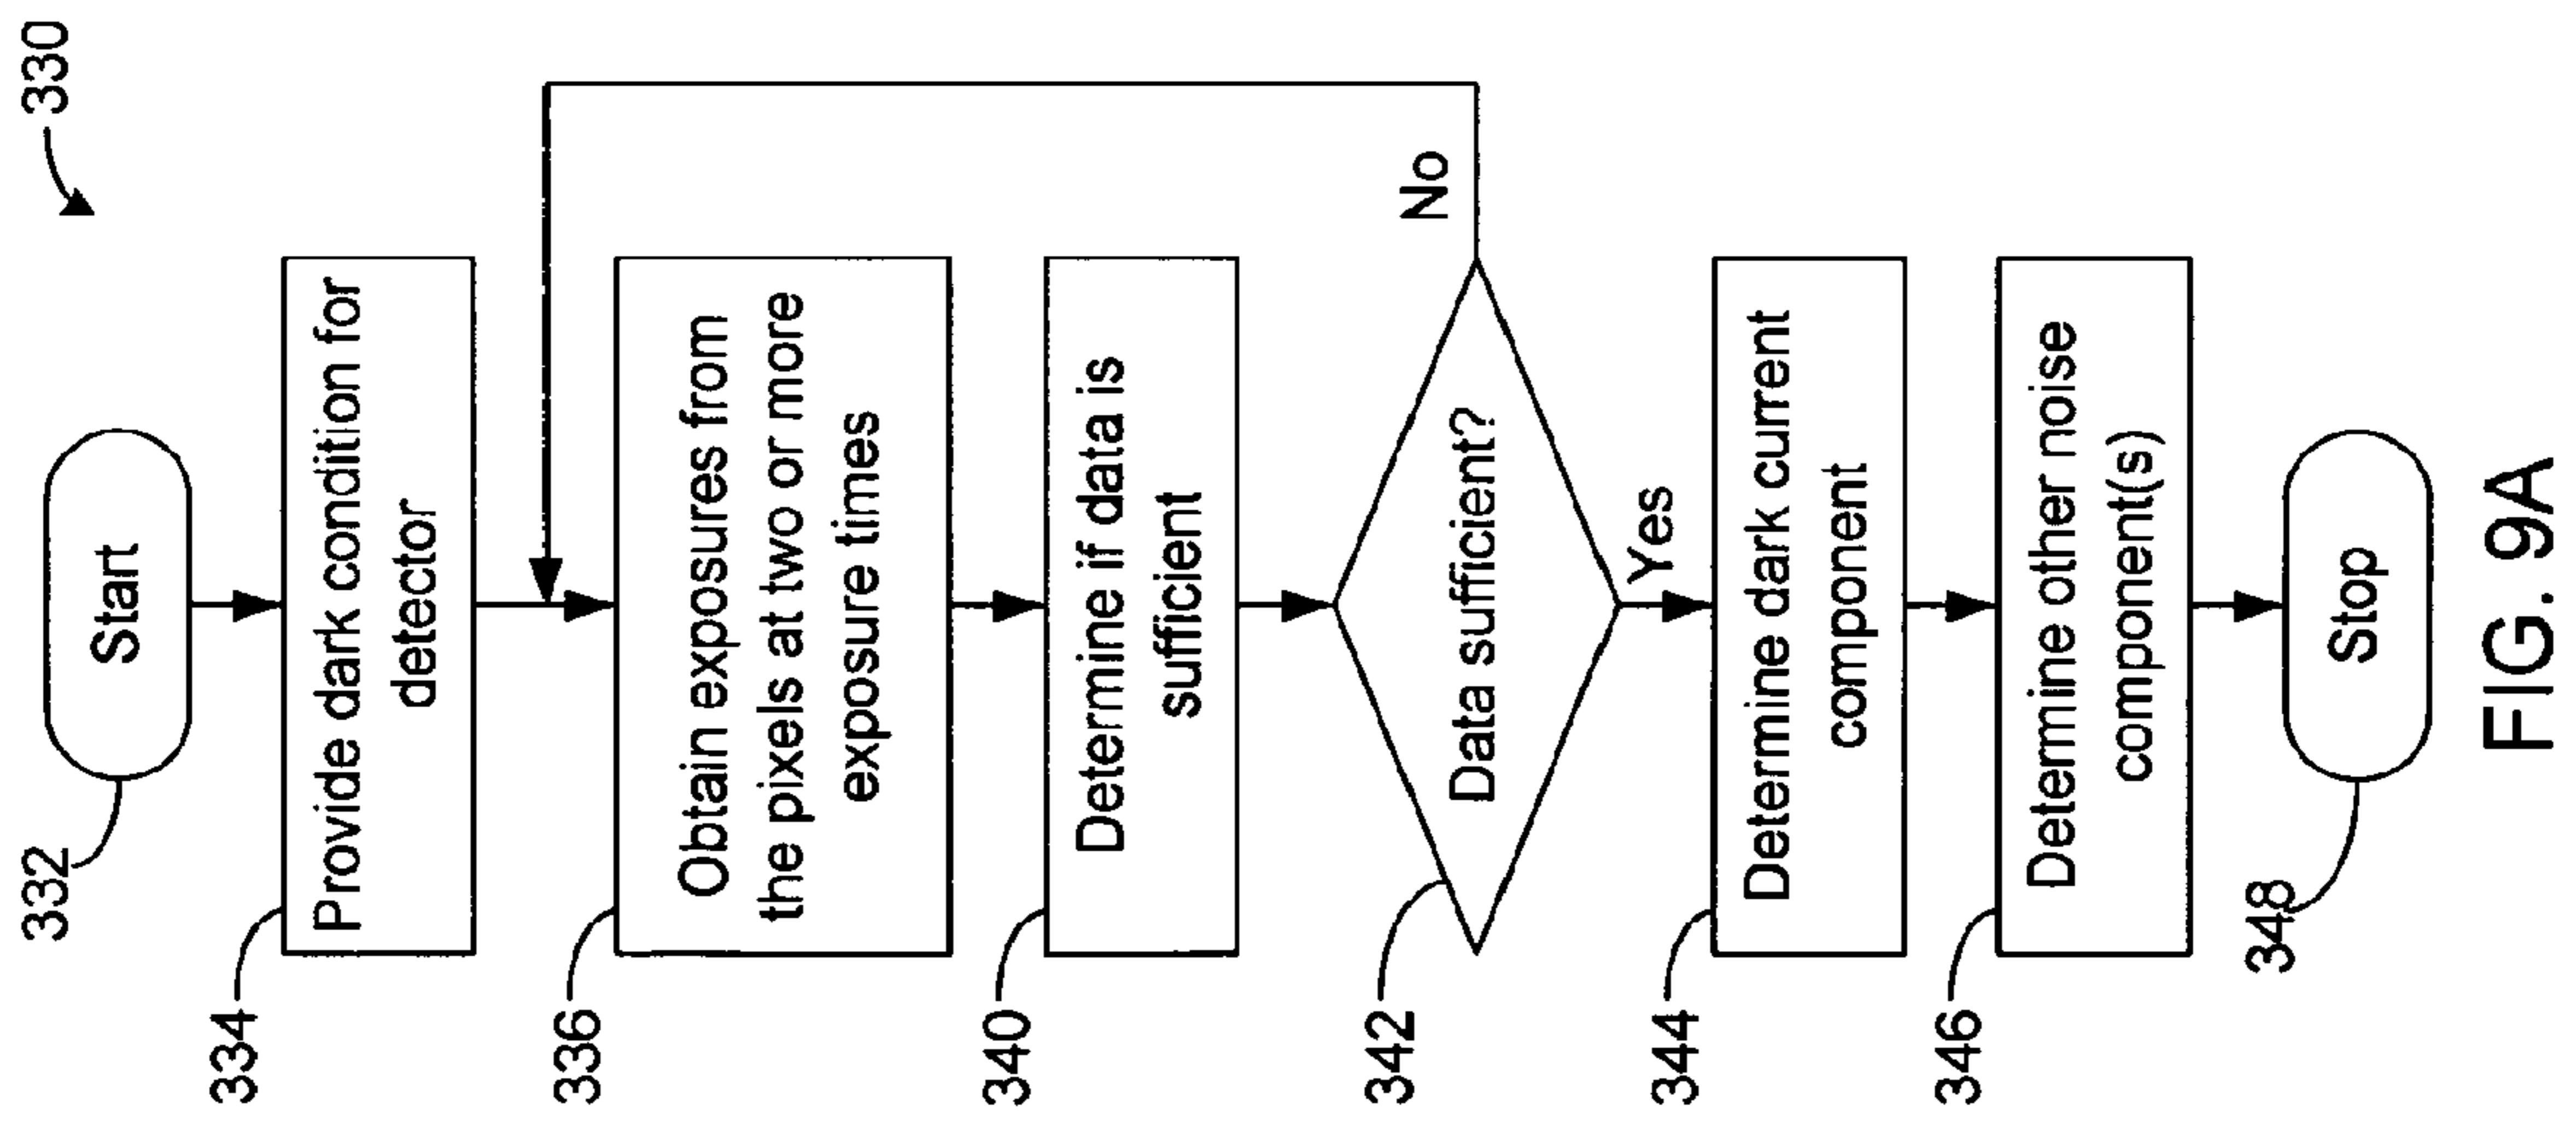 330
332
Start
334
Provide dark condition for
detector
336
Obtain exposures from
the pixels at two or more
exposure times
340
Determine if data is
sufficient
342
Data sufficient?
No
Yes
344
Determine dark current
component
346
Determine other noise
component(s)
348
Stop
FIG. 9A